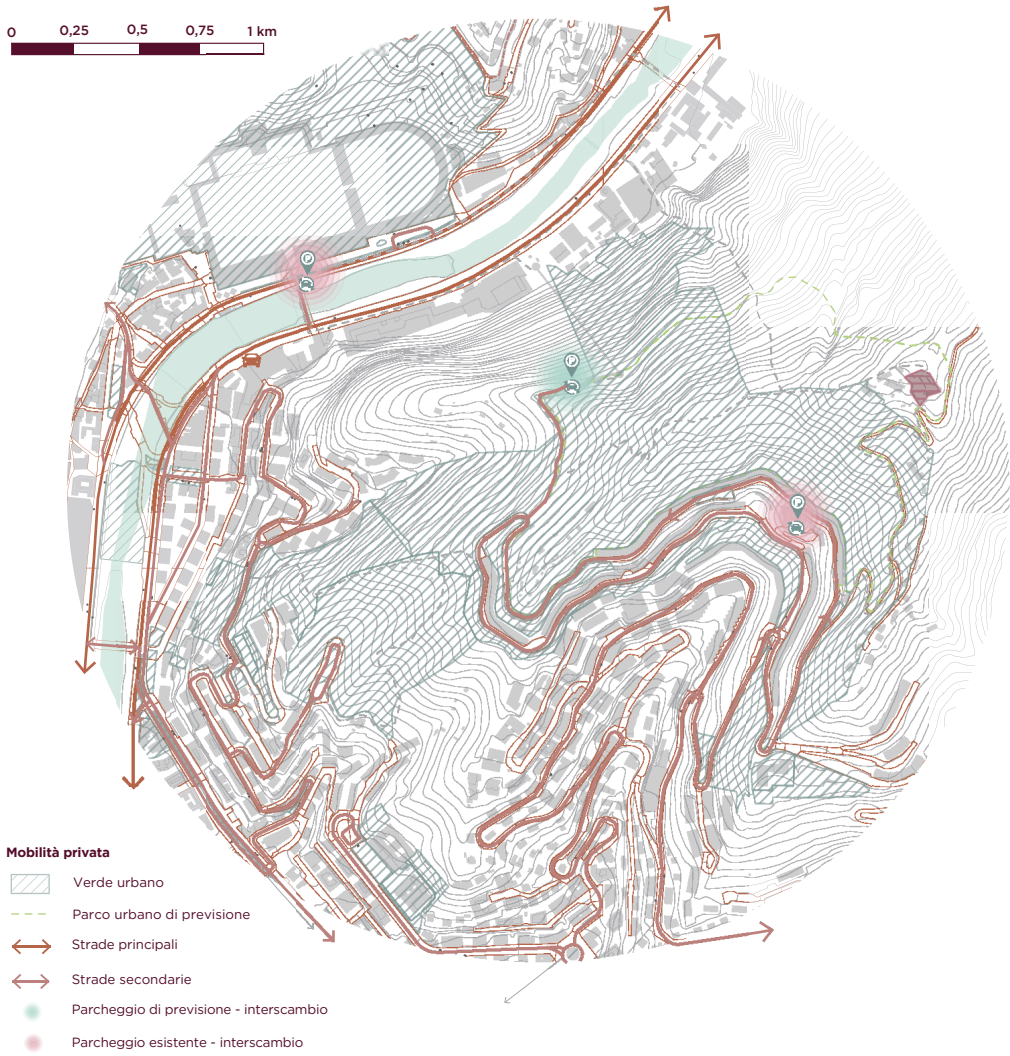 0 0,25 0,5 0,75 1 km
P
P
P
Mobilità privata
Verde urbano
Parco urbano di previsione
Strade principali
Strade secondarie
Parcheggio di previsione - interscambio
Parcheggio esistente - interscambio